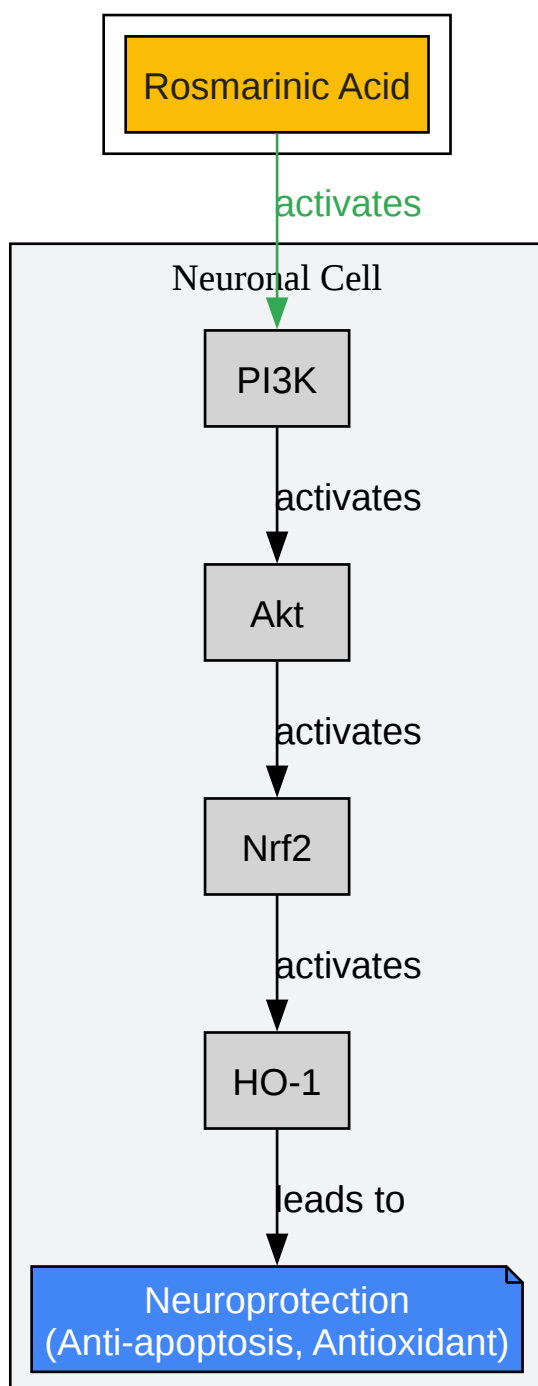 Rosmarinic Acid
activates
Neuronal Cell
PI3K
activates
Akt
activates
Nrf2
activates
HO-1
leads to
Neuroprotection
(Anti-apoptosis, Antioxidant)